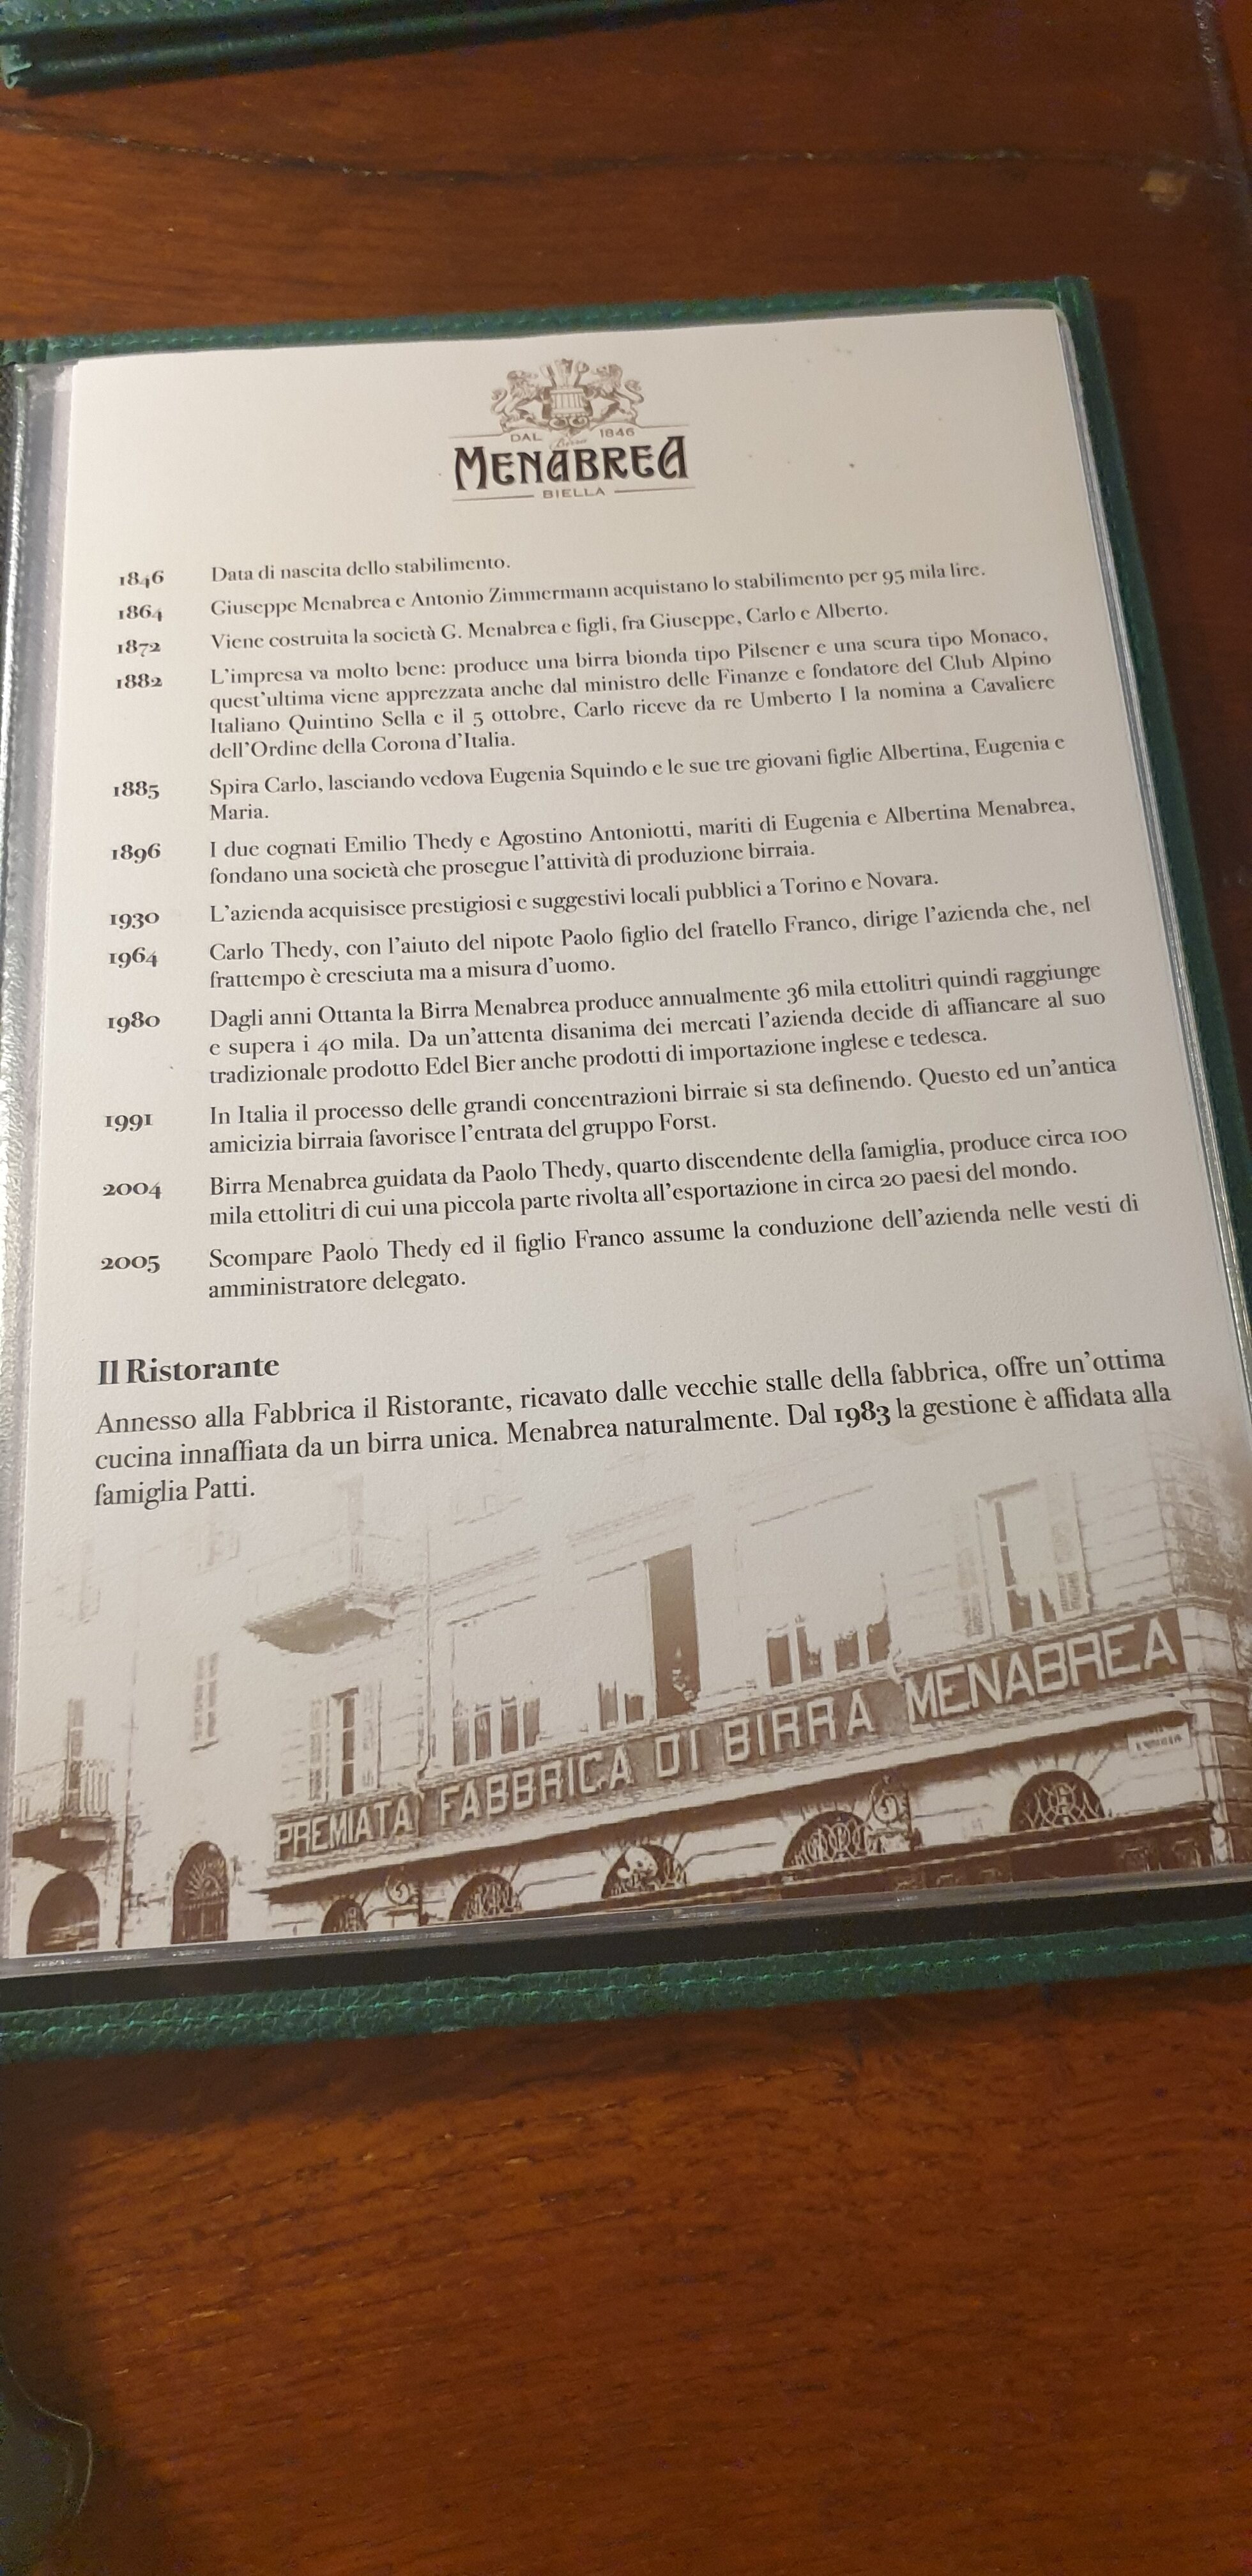 DAL 1846
Birra
MENABREA
BIELLA
1846 Data di nascita dello stabilimento.
1864 Giuseppe Menabrea e Antonio Zimmermann acquistano lo stabilimento per 95 mila lire.
1872 Viene costruita la società G. Menabrea e figli, fra Giuseppe, Carlo e Alberto.
1882 L'impresa va molto bene: produce una birra bionda tipo Pilsener e una scura tipo Monaco,
quest'ultima viene apprezzata anche dal ministro delle Finanze e fondatore del Club Alpino
Italiano Quintino Sella e il 5 ottobre, Carlo riceve da re Umberto I la nomina a Cavaliere
dell'Ordine della Corona d'Italia.
1885 Spira Carlo, lasciando vedova Eugenia Squindo e le sue tre giovani figlie Albertina, Eugenia e
Maria.
1896 I due cognati Emilio Thedy e Agostino Antoniotti, mariti di Eugenia e Albertina Menabrea,
fondano una società che prosegue l'attività di produzione birraia.
1930 L'azienda acquisisce prestigiosi e suggestivi locali pubblici a Torino e Novara.
1964 Carlo Thedy, con l'aiuto del nipote Paolo figlio del fratello Franco, dirige l'azienda che, nel
frattempo è cresciuta ma a misura d'uomo.
1980 Dagli anni Ottanta la Birra Menabrea produce annualmente 36 mila ettolitri quindi raggiunge
e supera i 40 mila. Da un'attenta disanima dei mercati l'azienda decide di affiancare al suo
tradizionale prodotto Edel Bier anche prodotti di importazione inglese e tedesca.
1991 In Italia il processo delle grandi concentrazioni birraie si sta definendo. Questo ed un'antica
amicizia birraia favorisce l'entrata del gruppo Forst.
2004 Birra Menabrea guidata da Paolo Thedy, quarto discendente della famiglia, produce circa 100
mila ettolitri di cui una piccola parte rivolta all'esportazione in circa 20 paesi del mondo.
2005 Scompare Paolo Thedy ed il figlio Franco assume la conduzione dell'azienda nelle vesti di
amministratore delegato.
Il Ristorante
Annesso alla Fabbrica il Ristorante, ricavato dalle vecchie stalle della fabbrica, offre un'ottima
cucina innaffiata da un birra unica. Menabrea naturalmente. Dal 1983 la gestione è affidata alla
famiglia Patti.
PREMIATA FABBRICA DI BIRRA MENABREA